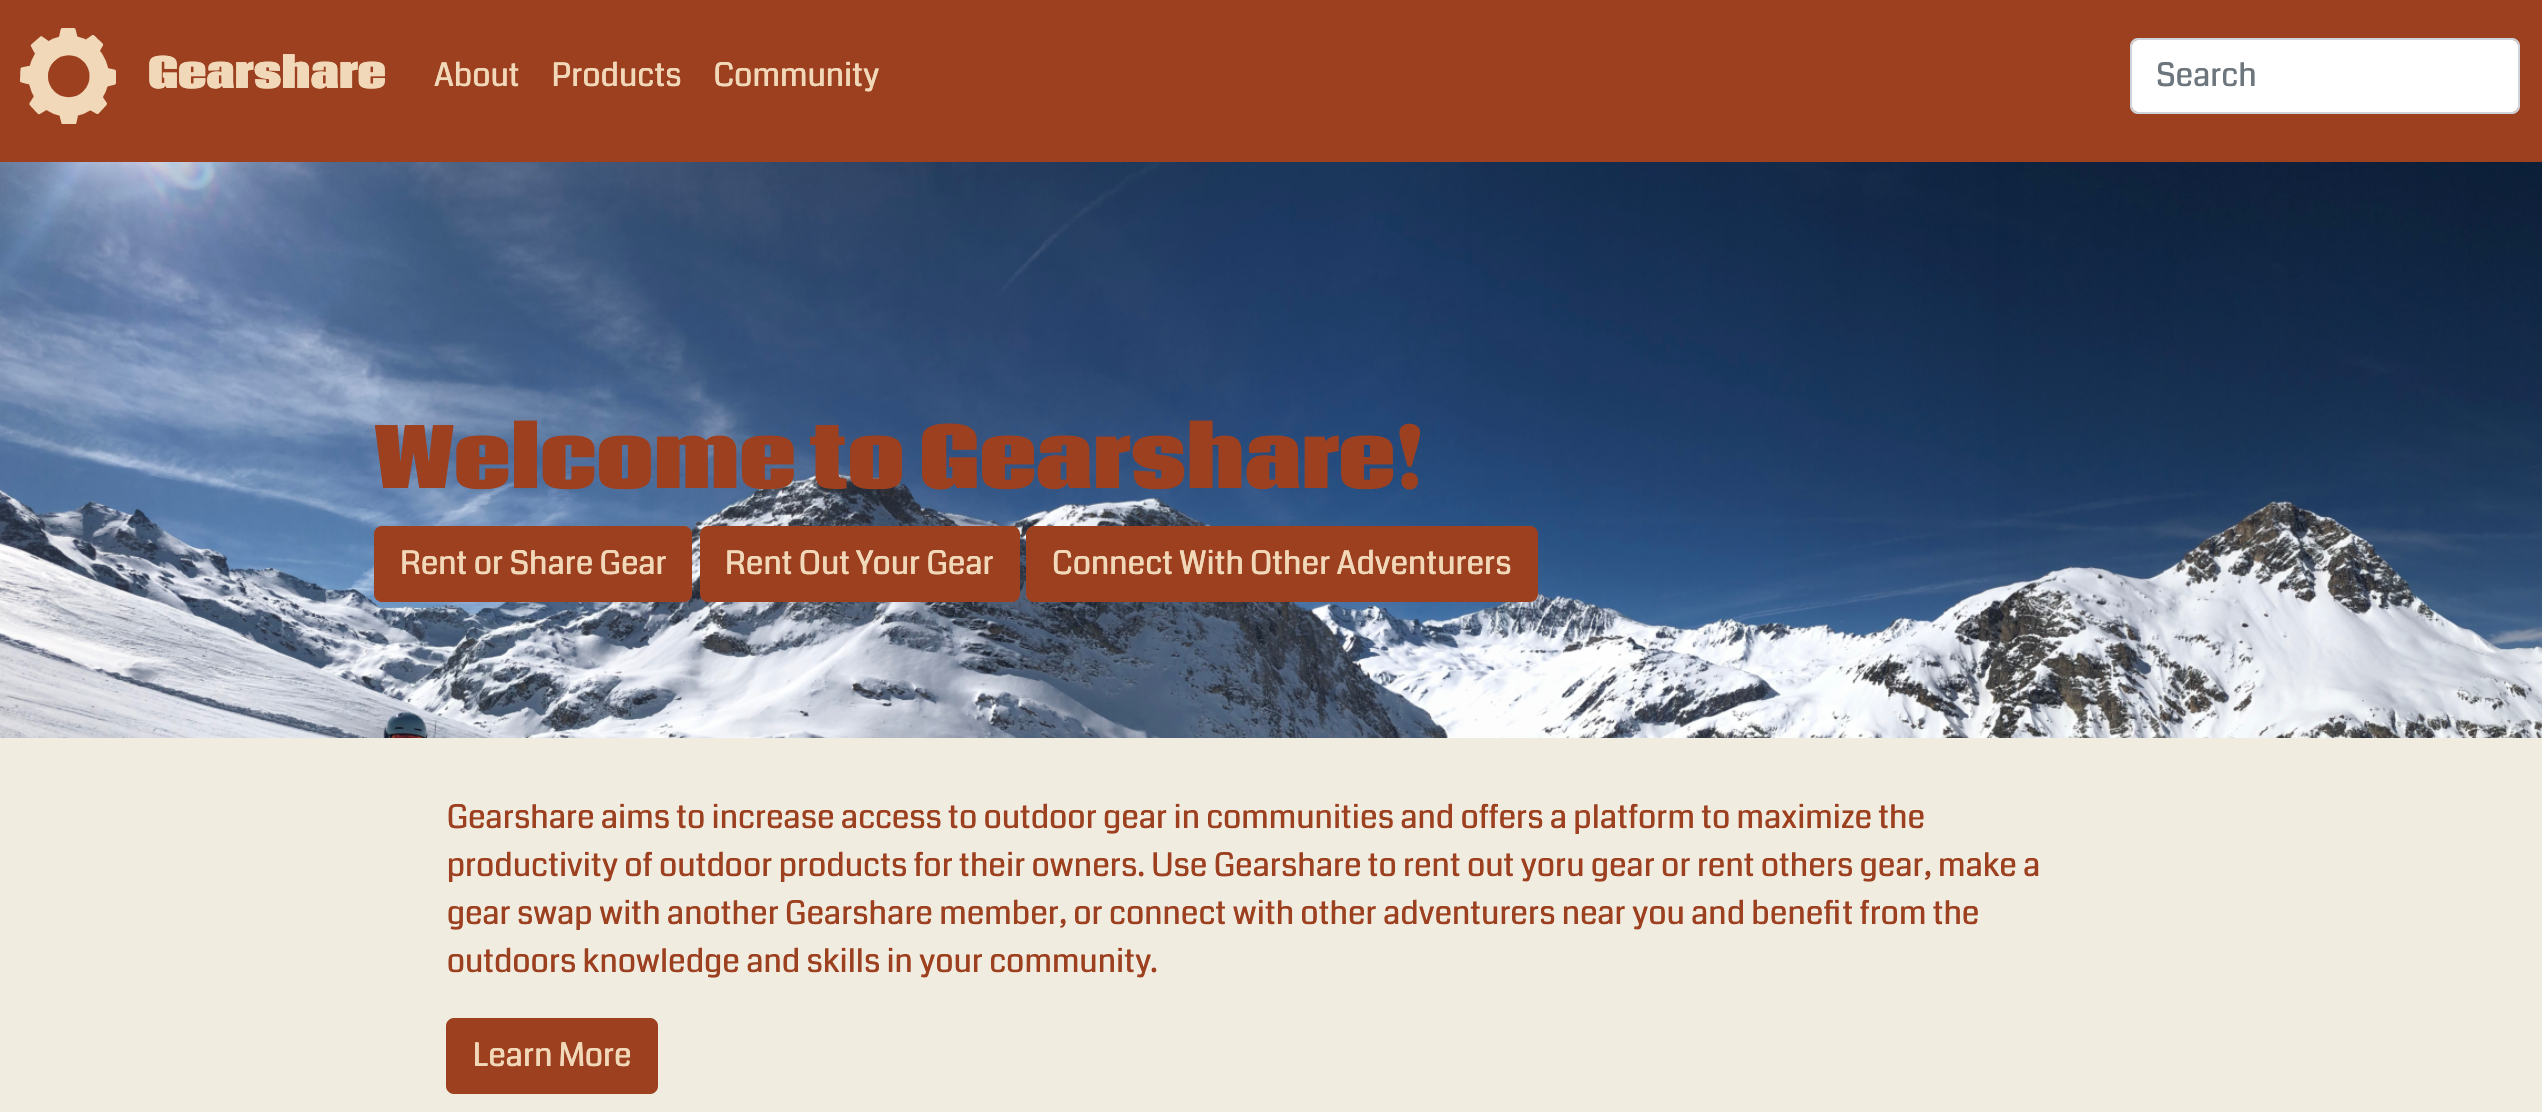 Gearshare About Products Community Search
Welcome to Gearshare!
Rent or Share Gear Rent Out Your Gear Connect With Other Adventurers
Gearshare aims to increase access to outdoor gear in communities and offers a platform to maximize the
productivity of outdoor products for their owners. Use Gearshare to rent out yoru gear or rent others gear, make a
gear swap with another Gearshare member, or connect with other adventurers near you and benefit from the
outdoors knowledge and skills in your community.
Learn More